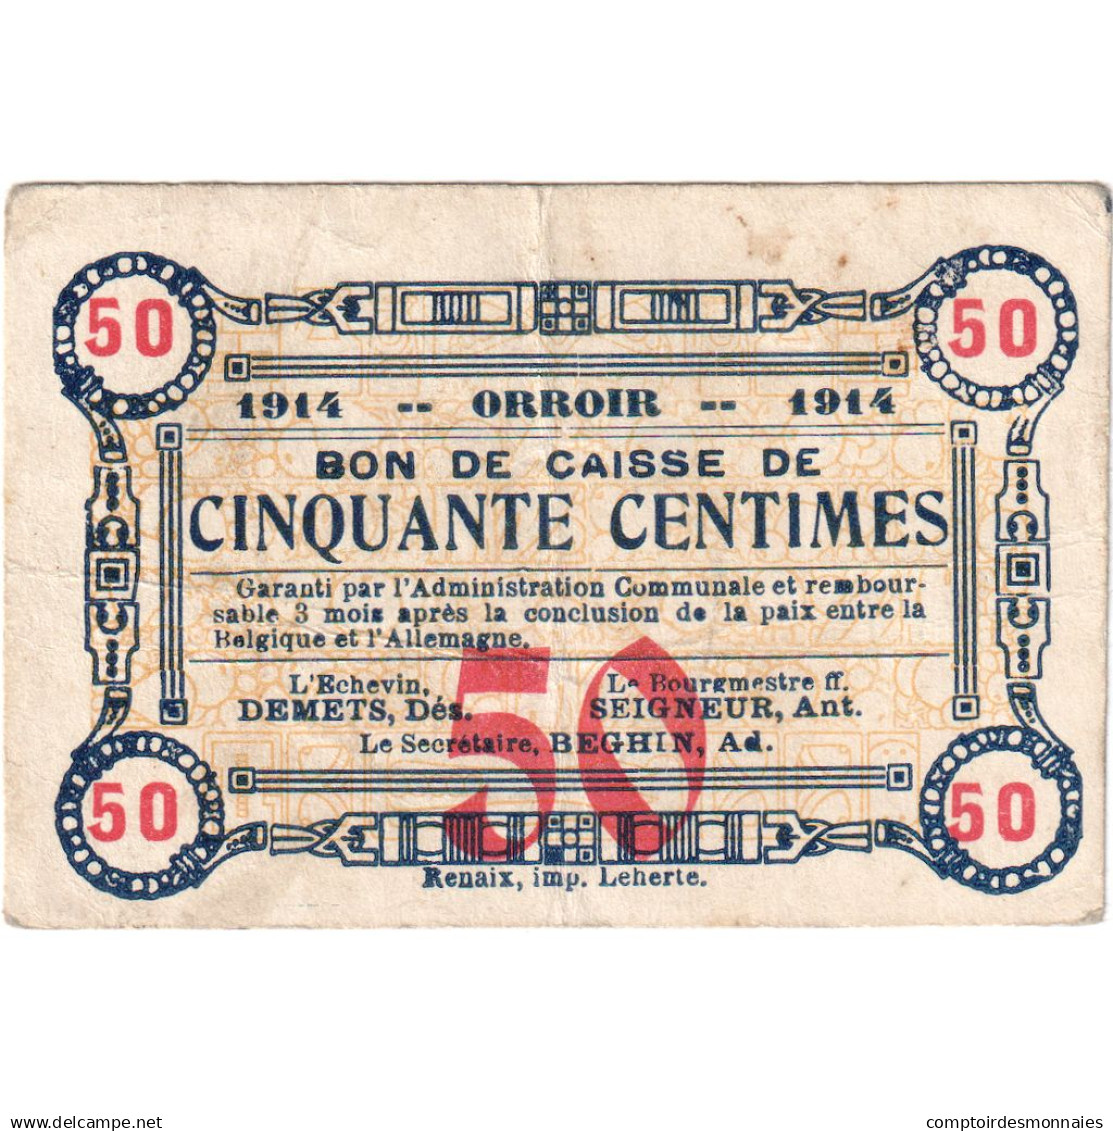 50 50
1914 -- ORROIR -- 1914
BON DE CAISSE DE
CINQUANTE CENTIMES
Garanti par l'Administration Communale et rembour-
sable 3 mois après la conclusion de la paix entre la
Belgique et l'Allemagne.
L'Echevin, Le Bourgmestre ff.
DEMETS, Dés. SEIGNEUR, Ant.
Le Secrétaire, BEGHIN, Ad.
50
50 50
Renaix, imp. Leherte.
delcampe.net
comptoirdesmonnaies